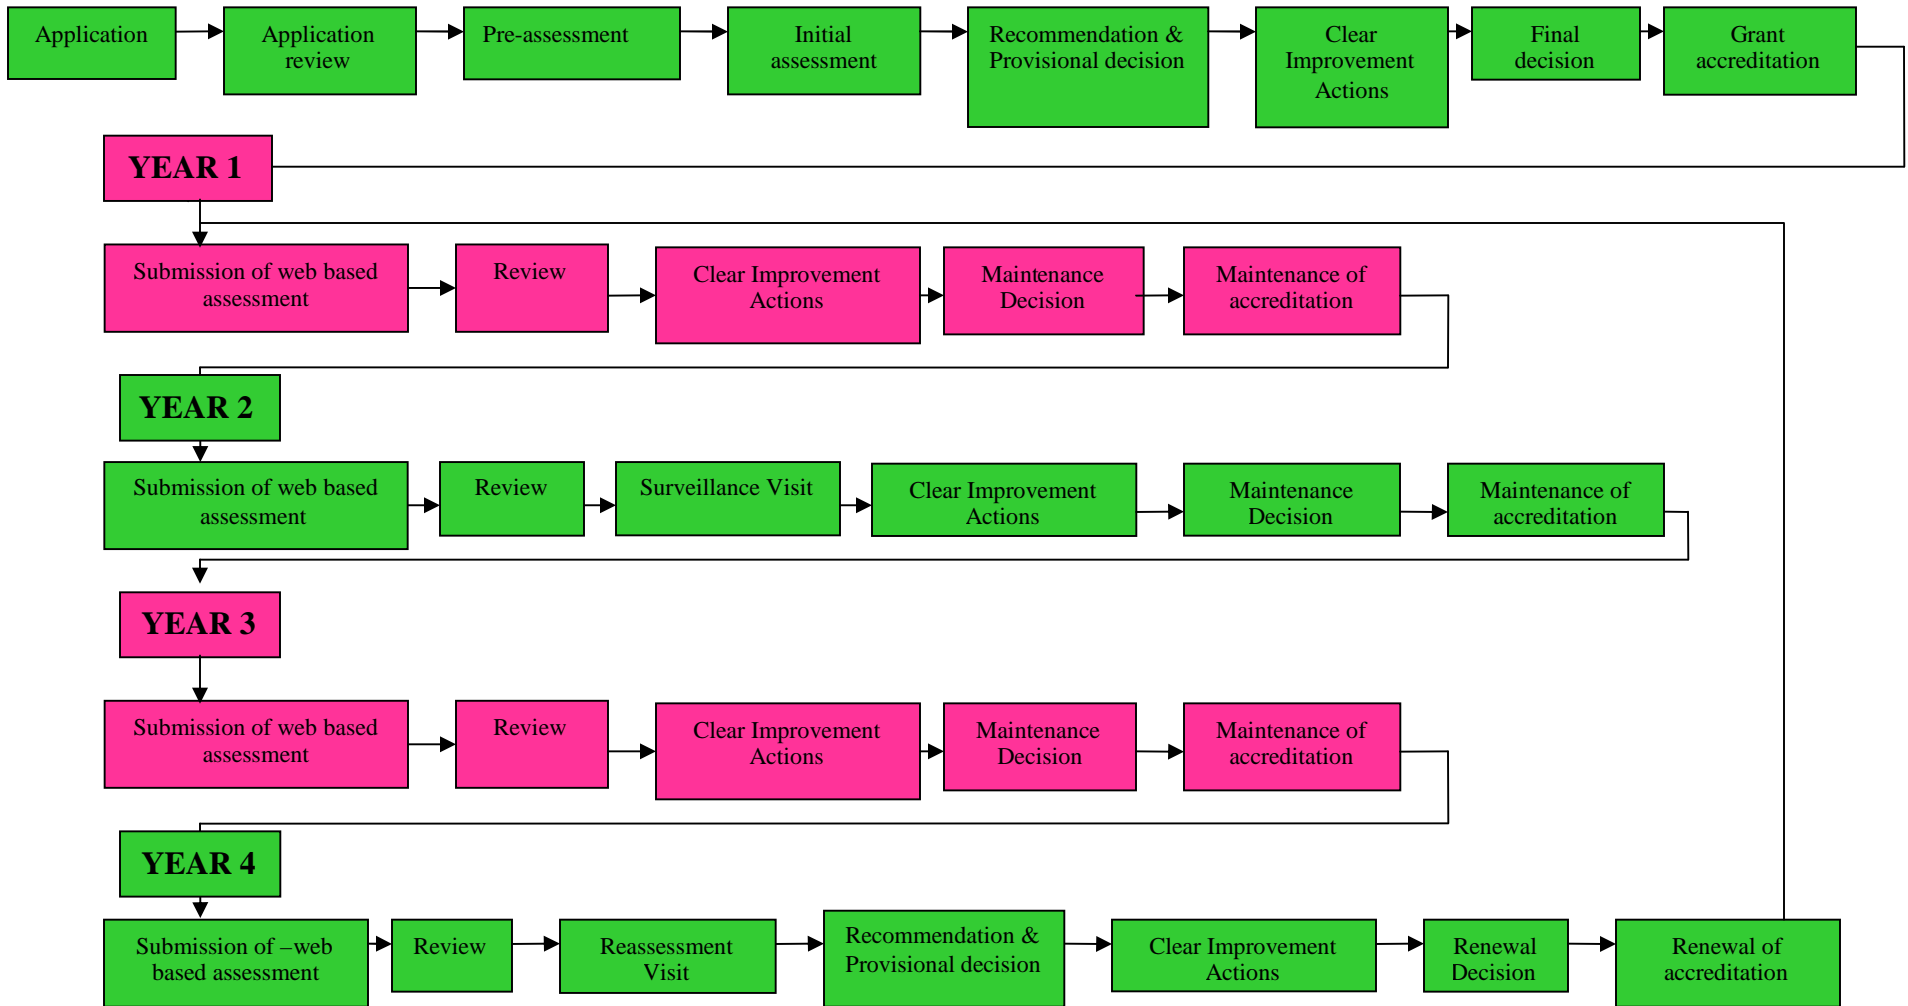 Application
Application
review
Pre-assessment
Initial
assessment
Recommendation &
Provisional decision
Clear
Improvement
Actions
Final
decision
Grant
accreditation
YEAR 1
Submission of web based
assessment
Review
Clear Improvement
Actions
Maintenance
Decision
Maintenance of
accreditation
YEAR 2
Submission of web based
assessment
Review
Surveillance Visit
Clear Improvement
Actions
Maintenance
Decision
Maintenance of
accreditation
YEAR 3
Submission of web based
assessment
Review
Clear Improvement
Actions
Maintenance
Decision
Maintenance of
accreditation
YEAR 4
Submission of –web
based assessment
Review
Reassessment
Visit
Recommendation &
Provisional decision
Clear Improvement
Actions
Renewal
Decision
Renewal of
accreditation